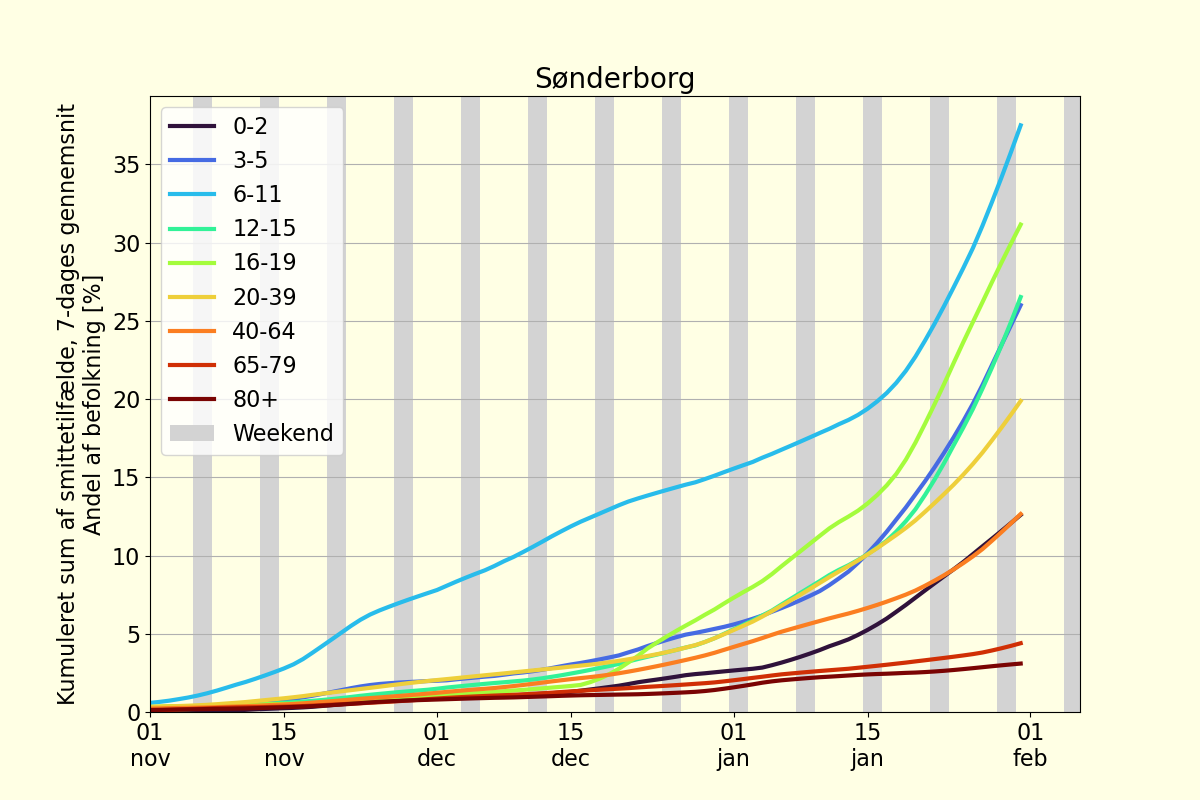 Sønderborg
Kumuleret sum af smittetilfælde, 7-dages gennemsnit
Andel af befolkning [%]
35
30
25
20
15
10
5
0
0-2
3-5
6-11
12-15
16-19
20-39
40-64
65-79
80+
Weekend
01 15 01 15 01 15 01
nov nov dec dec jan jan feb